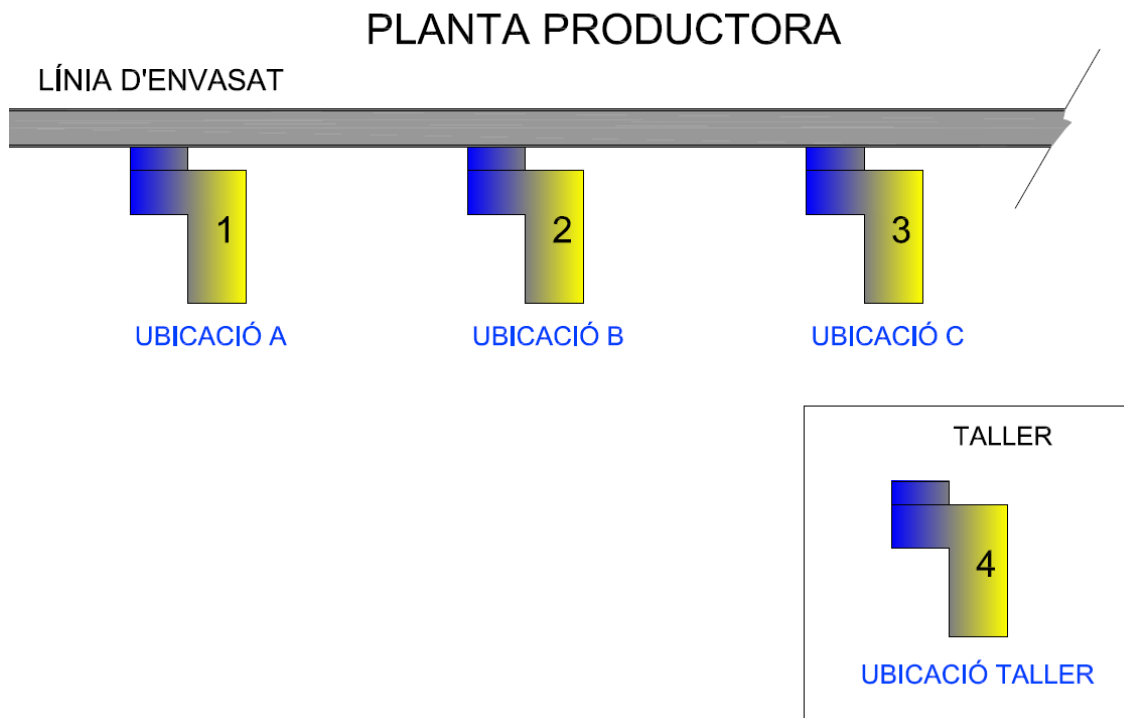 PLANTA PRODUCTORA
LÍNIA D'ENVASAT
1
2
3
UBICACIÓ A
UBICACIÓ B
UBICACIÓ C
TALLER
4
UBICACIÓ TALLER